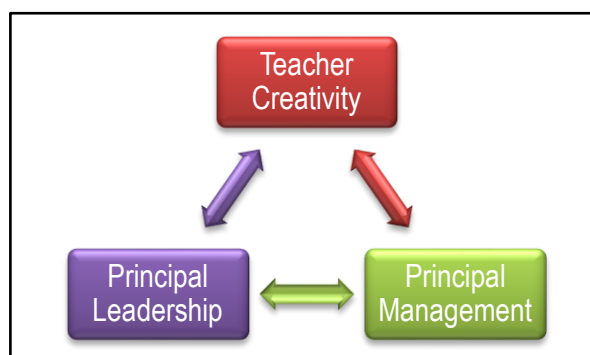 Teacher
Creativity
Principal
Leadership
Principal
Management